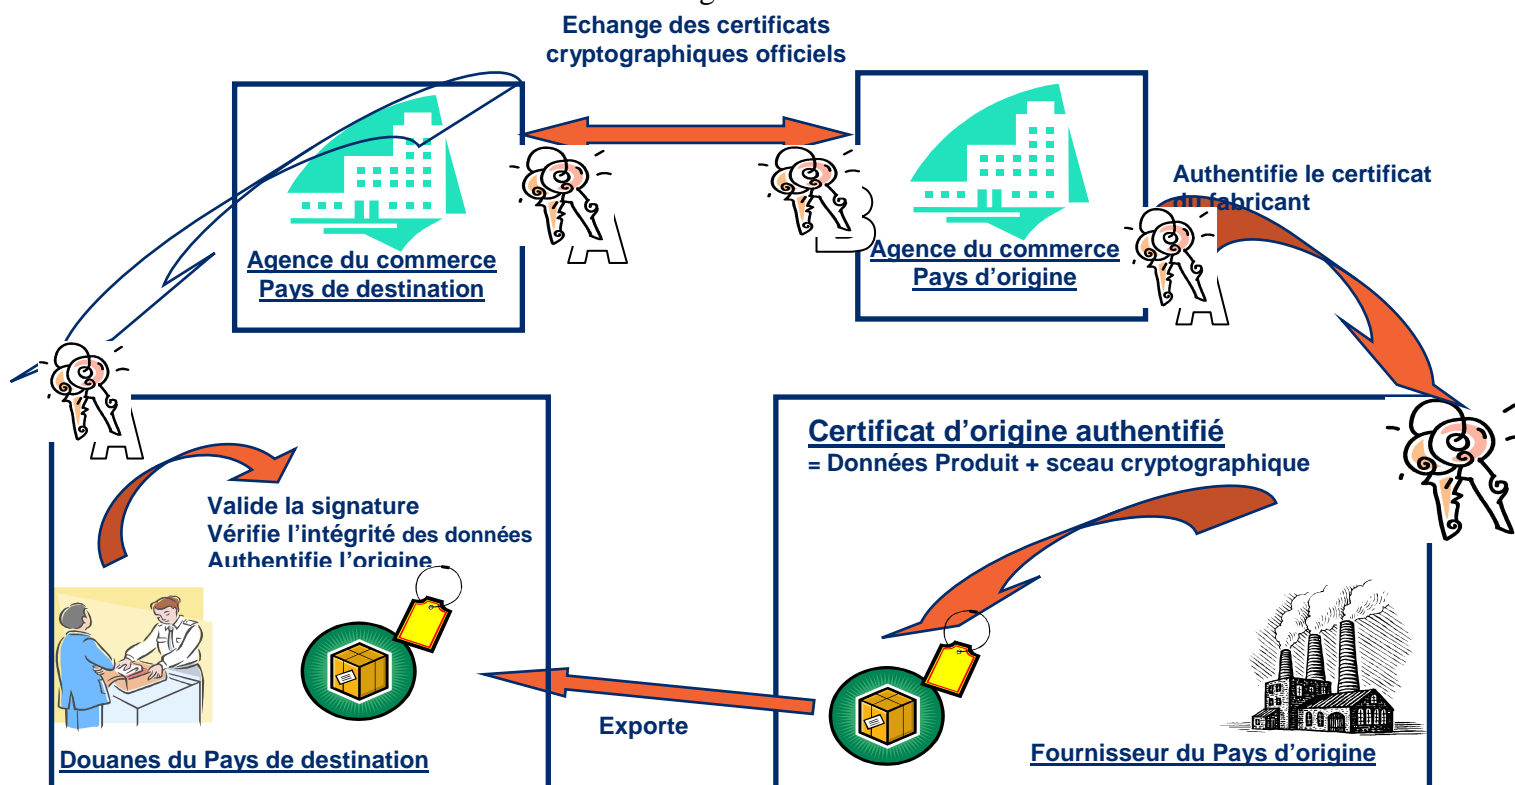 Echange des certificats
cryptographiques officiels
Agence du commerce
Pays de destination
A
B
Agence du commerce
Pays d'origine
Authentifie le certificat
du fabricant
A
A
Certificat d'origine authentifié
= Données Produit + sceau cryptographique
Valide la signature
Vérifie l'intégrité des données
Authentifie l'origine
Exporte
Douanes du Pays de destination
Fournisseur du Pays d'origine